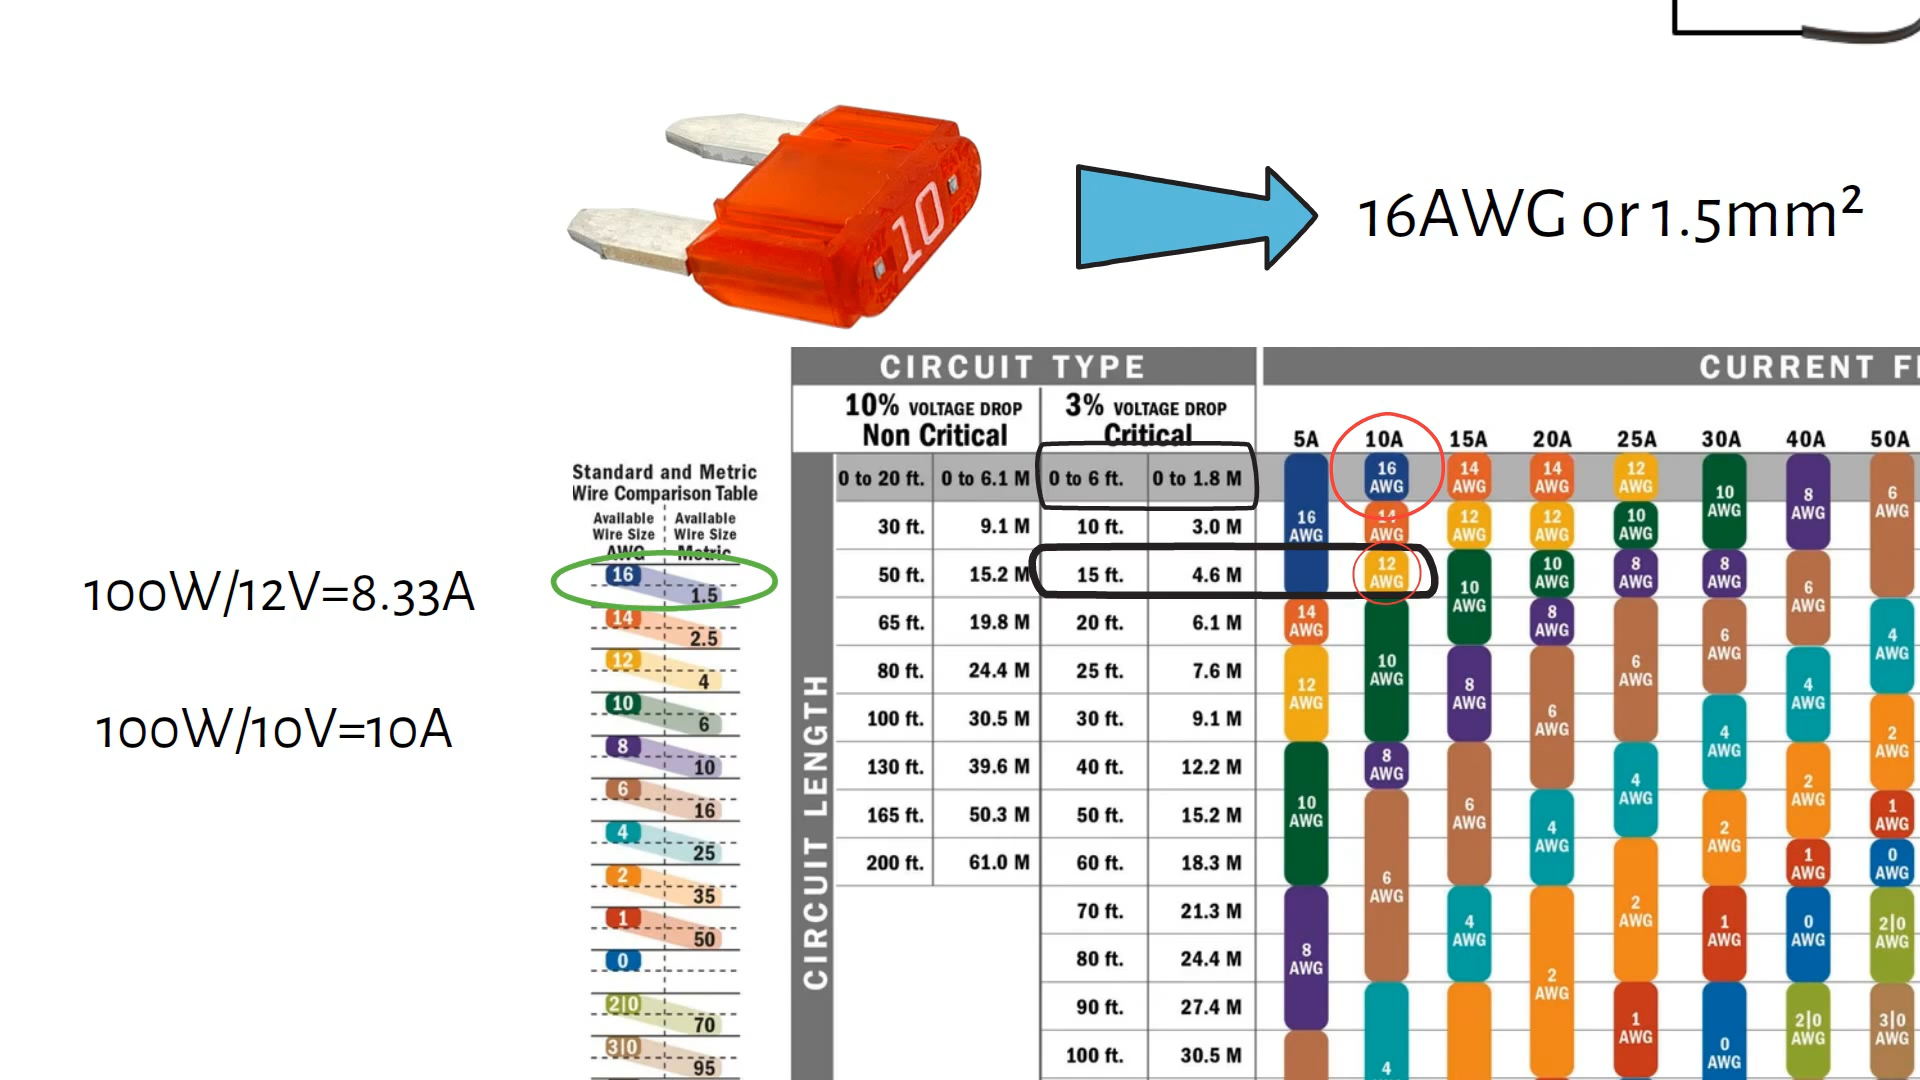 10
16AWG or 1.5mm²
100W/12V=8.33A
100W/10V=10A
Standard and Metric
Wire Comparison Table
Available Wire Size AWG
Available Wire Size Metric
16 1.5
14 2.5
12 4
10 6
8 10
6 16
4 25
2 35
1 50
0
2|0 70
3|0 95
CIRCUIT TYPE
10% VOLTAGE DROP
Non Critical
3% VOLTAGE DROP
Critical
CIRCUIT LENGTH
0 to 20 ft. 0 to 6.1 M 0 to 6 ft. 0 to 1.8 M
30 ft. 9.1 M 10 ft. 3.0 M
50 ft. 15.2 M 15 ft. 4.6 M
65 ft. 19.8 M 20 ft. 6.1 M
80 ft. 24.4 M 25 ft. 7.6 M
100 ft. 30.5 M 30 ft. 9.1 M
130 ft. 39.6 M 40 ft. 12.2 M
165 ft. 50.3 M 50 ft. 15.2 M
200 ft. 61.0 M 60 ft. 18.3 M
70 ft. 21.3 M
80 ft. 24.4 M
90 ft. 27.4 M
100 ft. 30.5 M
CURRENT
5A
16 AWG
14 AWG
12 AWG
10 AWG
8 AWG
10A
16 AWG
14 AWG
12 AWG
10 AWG
8 AWG
6 AWG
4
15A
14 AWG
12 AWG
10 AWG
8 AWG
6 AWG
4 AWG
20A
14 AWG
12 AWG
10 AWG
8 AWG
6 AWG
4 AWG
2 AWG
25A
12 AWG
10 AWG
8 AWG
6 AWG
4 AWG
2 AWG
1 AWG
30A
10 AWG
8 AWG
6 AWG
4 AWG
2 AWG
1 AWG
0 AWG
40A
8 AWG
6 AWG
4 AWG
2 AWG
1 AWG
0 AWG
2|0 AWG
50A
6 AWG
4 AWG
2 AWG
1 AWG
0 AWG
2|0 AWG
3|0 AWG